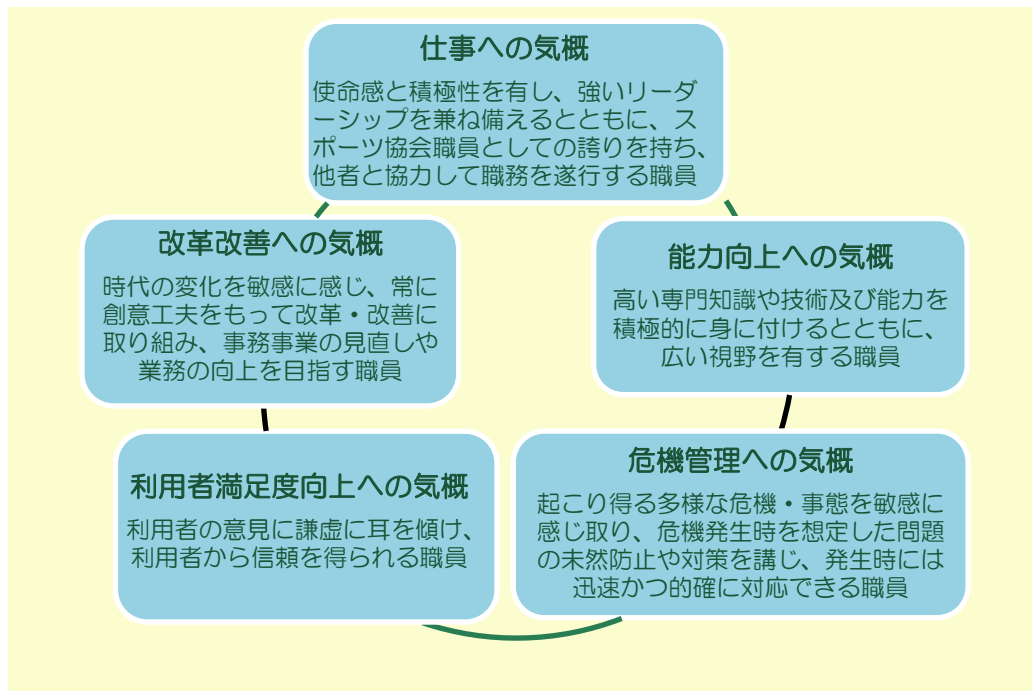 仕事への気概
使命感と積極性を有し、強いリーダ
ーシップを兼ね備えるとともに、ス
ポーツ協会職員としての誇りを持ち、
他者と協力して職務を遂行する職員
改革改善への気概
時代の変化を敏感に感じ、常に
創意工夫をもって改革・改善に
取り組み、事務事業の見直しや
業務の向上を目指す職員
能力向上への気概
高い専門知識や技術及び能力を
積極的に身に付けるとともに、
広い視野を有する職員
利用者満足度向上への気概
利用者の意見に謙虚に耳を傾け、
利用者から信頼を得られる職員
危機管理への気概
起こり得る多様な危機・事態を敏感に
感じ取り、危機発生時を想定した問題
の未然防止や対策を講じ、発生時には
迅速かつ的確に対応できる職員